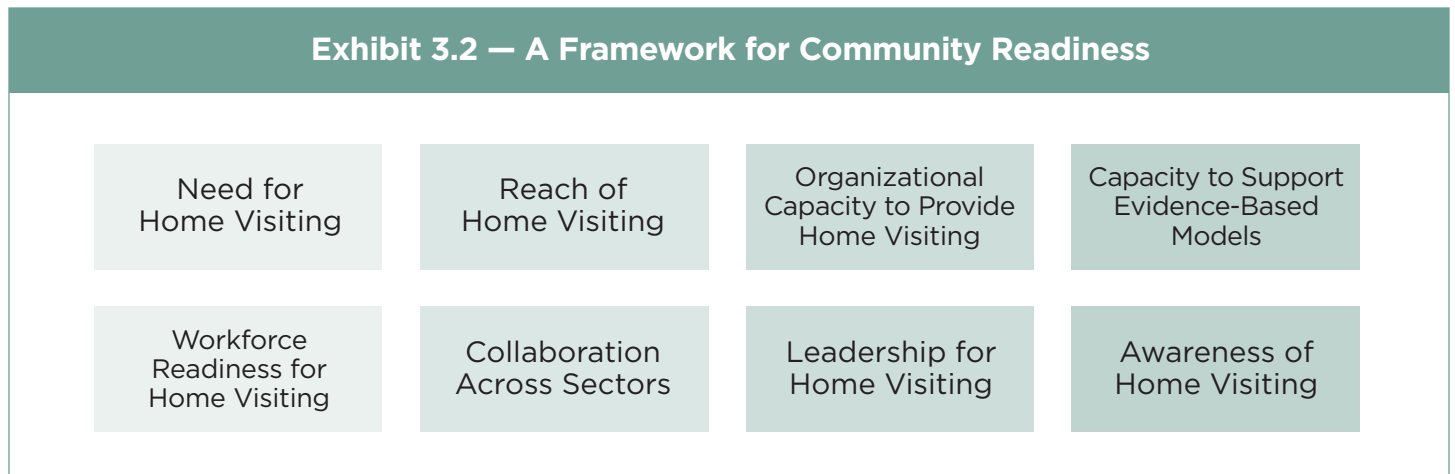 Exhibit 3.2 — A Framework for Community Readiness
Need for
Home Visiting
Reach of
Home Visiting
Organizational
Capacity to Provide
Home Visiting
Capacity to Support
Evidence-Based
Models
Workforce
Readiness for
Home Visiting
Collaboration
Across Sectors
Leadership for
Home Visiting
Awareness of
Home Visiting